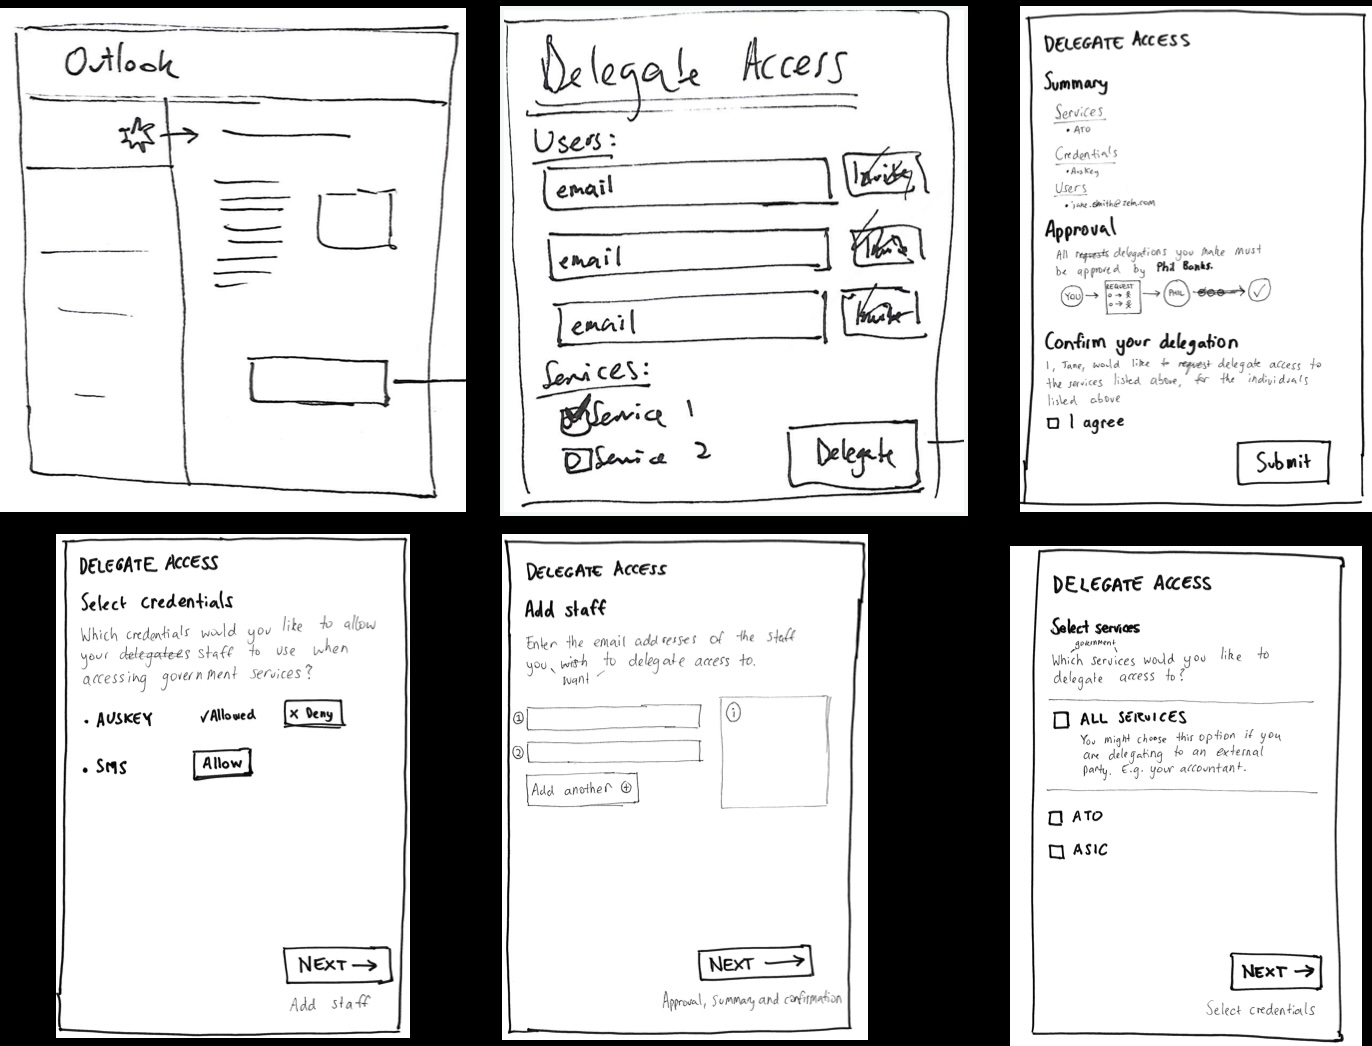 Outlook
Delegate Access
Users:
email
Invite
email
Invite
email
Invite
Services:
Service 1
Service 2
Delegate
DELEGATE ACCESS
Summary
Services
• ATO
Credentials
• AusKey
Users
Approval
All requests delegations you make must
be approved by Phil Banks.
YOU
REQUEST
PHIL
Confirm your delegation
I, Jane, would like to request delegate access to
the services listed above, for the individuals
listed above
I agree
Submit
DELEGATE ACCESS
Select credentials
Which credentials would you like to allow
your delegatees staff to use when
accessing government services?
• AUSKEY ✓Allowed x Deny
• SMS Allow
NEXT →
Add staff
DELEGATE ACCESS
Add staff
Enter the email addresses of the staff
you wish to delegate access to.
want
1
i
2
Add another +
NEXT →
Approval, summary and confirmation
DELEGATE ACCESS
Select services
government
Which services would you like to
delegate access to?
ALL SERVICES
You might choose this option if you
are delegating to an external
party. E.g. your accountant.
ATO
ASIC
NEXT →
Select credentials